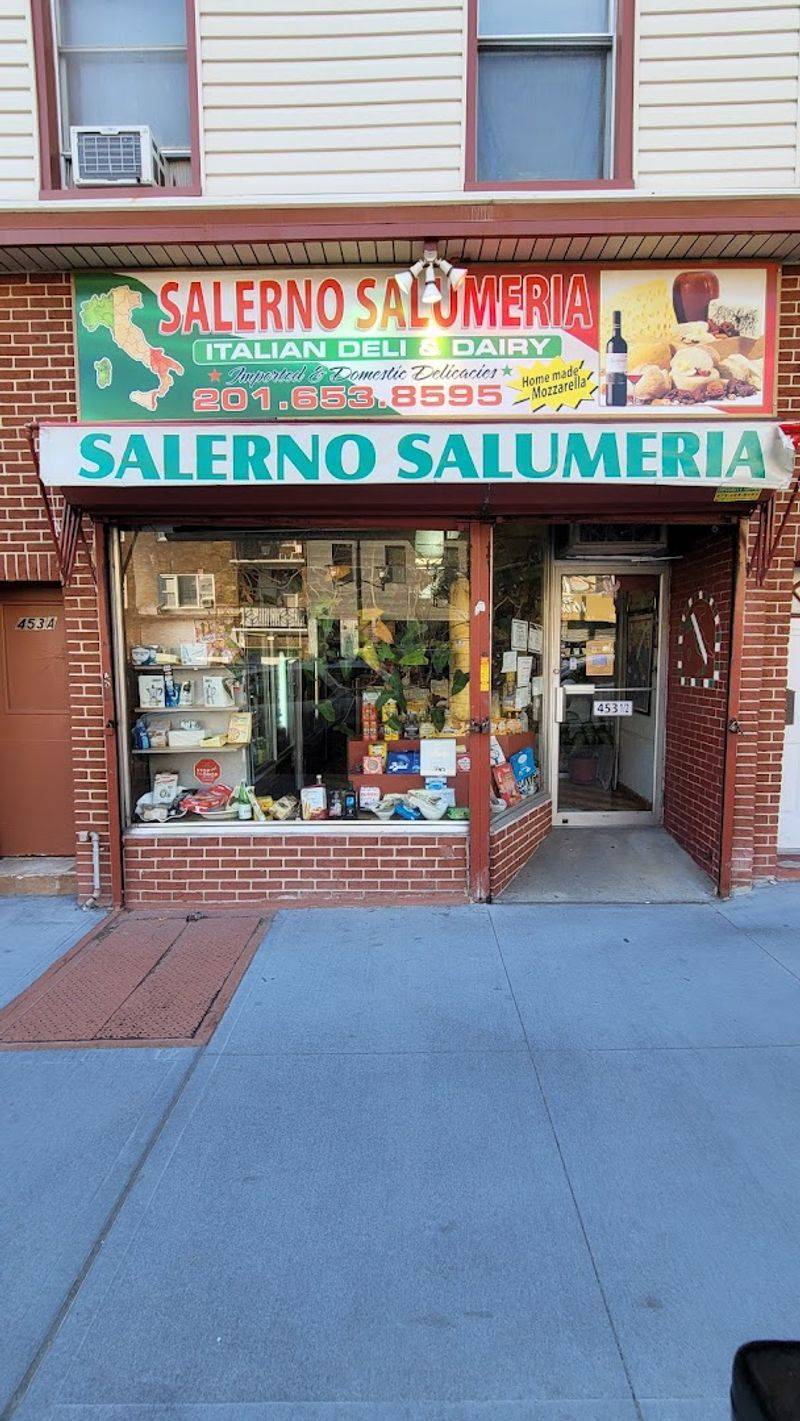 SALERNO SALUMERIA
ITALIAN DELI & DAIRY
Imported & Domestic Delicacies
201.653.8595
Home made
Mozzarella
SALERNO SALUMERIA
453A
453 1/2